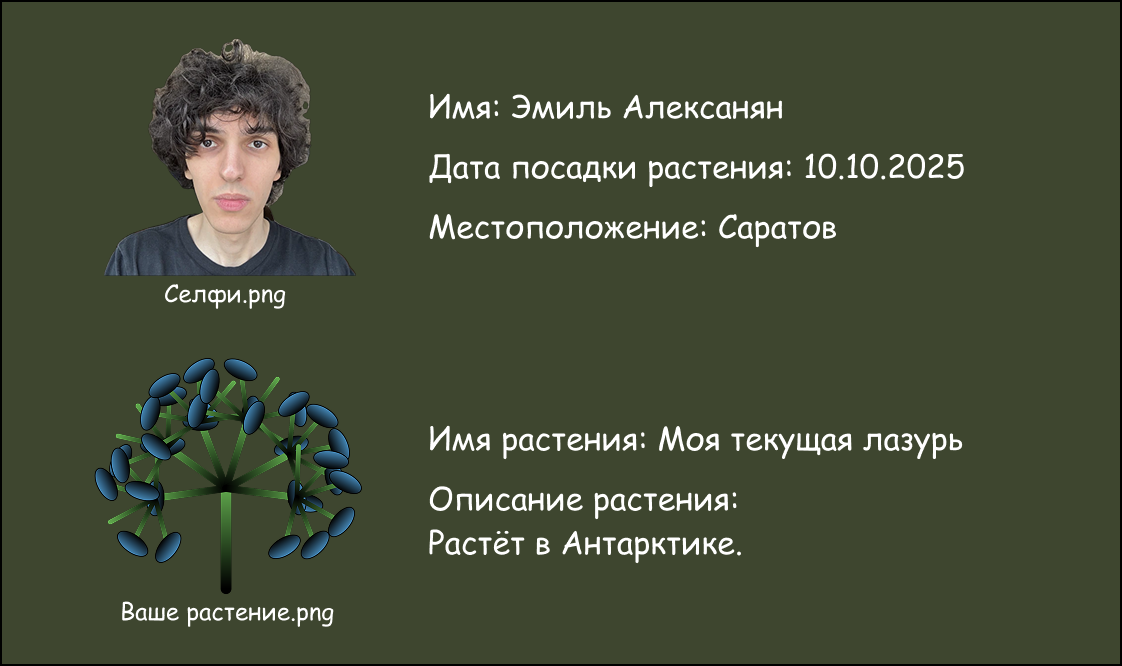 Имя: Эмиль Алексанян
Дата посадки растения: 10.10.2025
Местоположение: Саратов
Селфи.png
Имя растения: Моя текущая лазурь
Описание растения:
Растёт в Антарктике.
Ваше растение.png